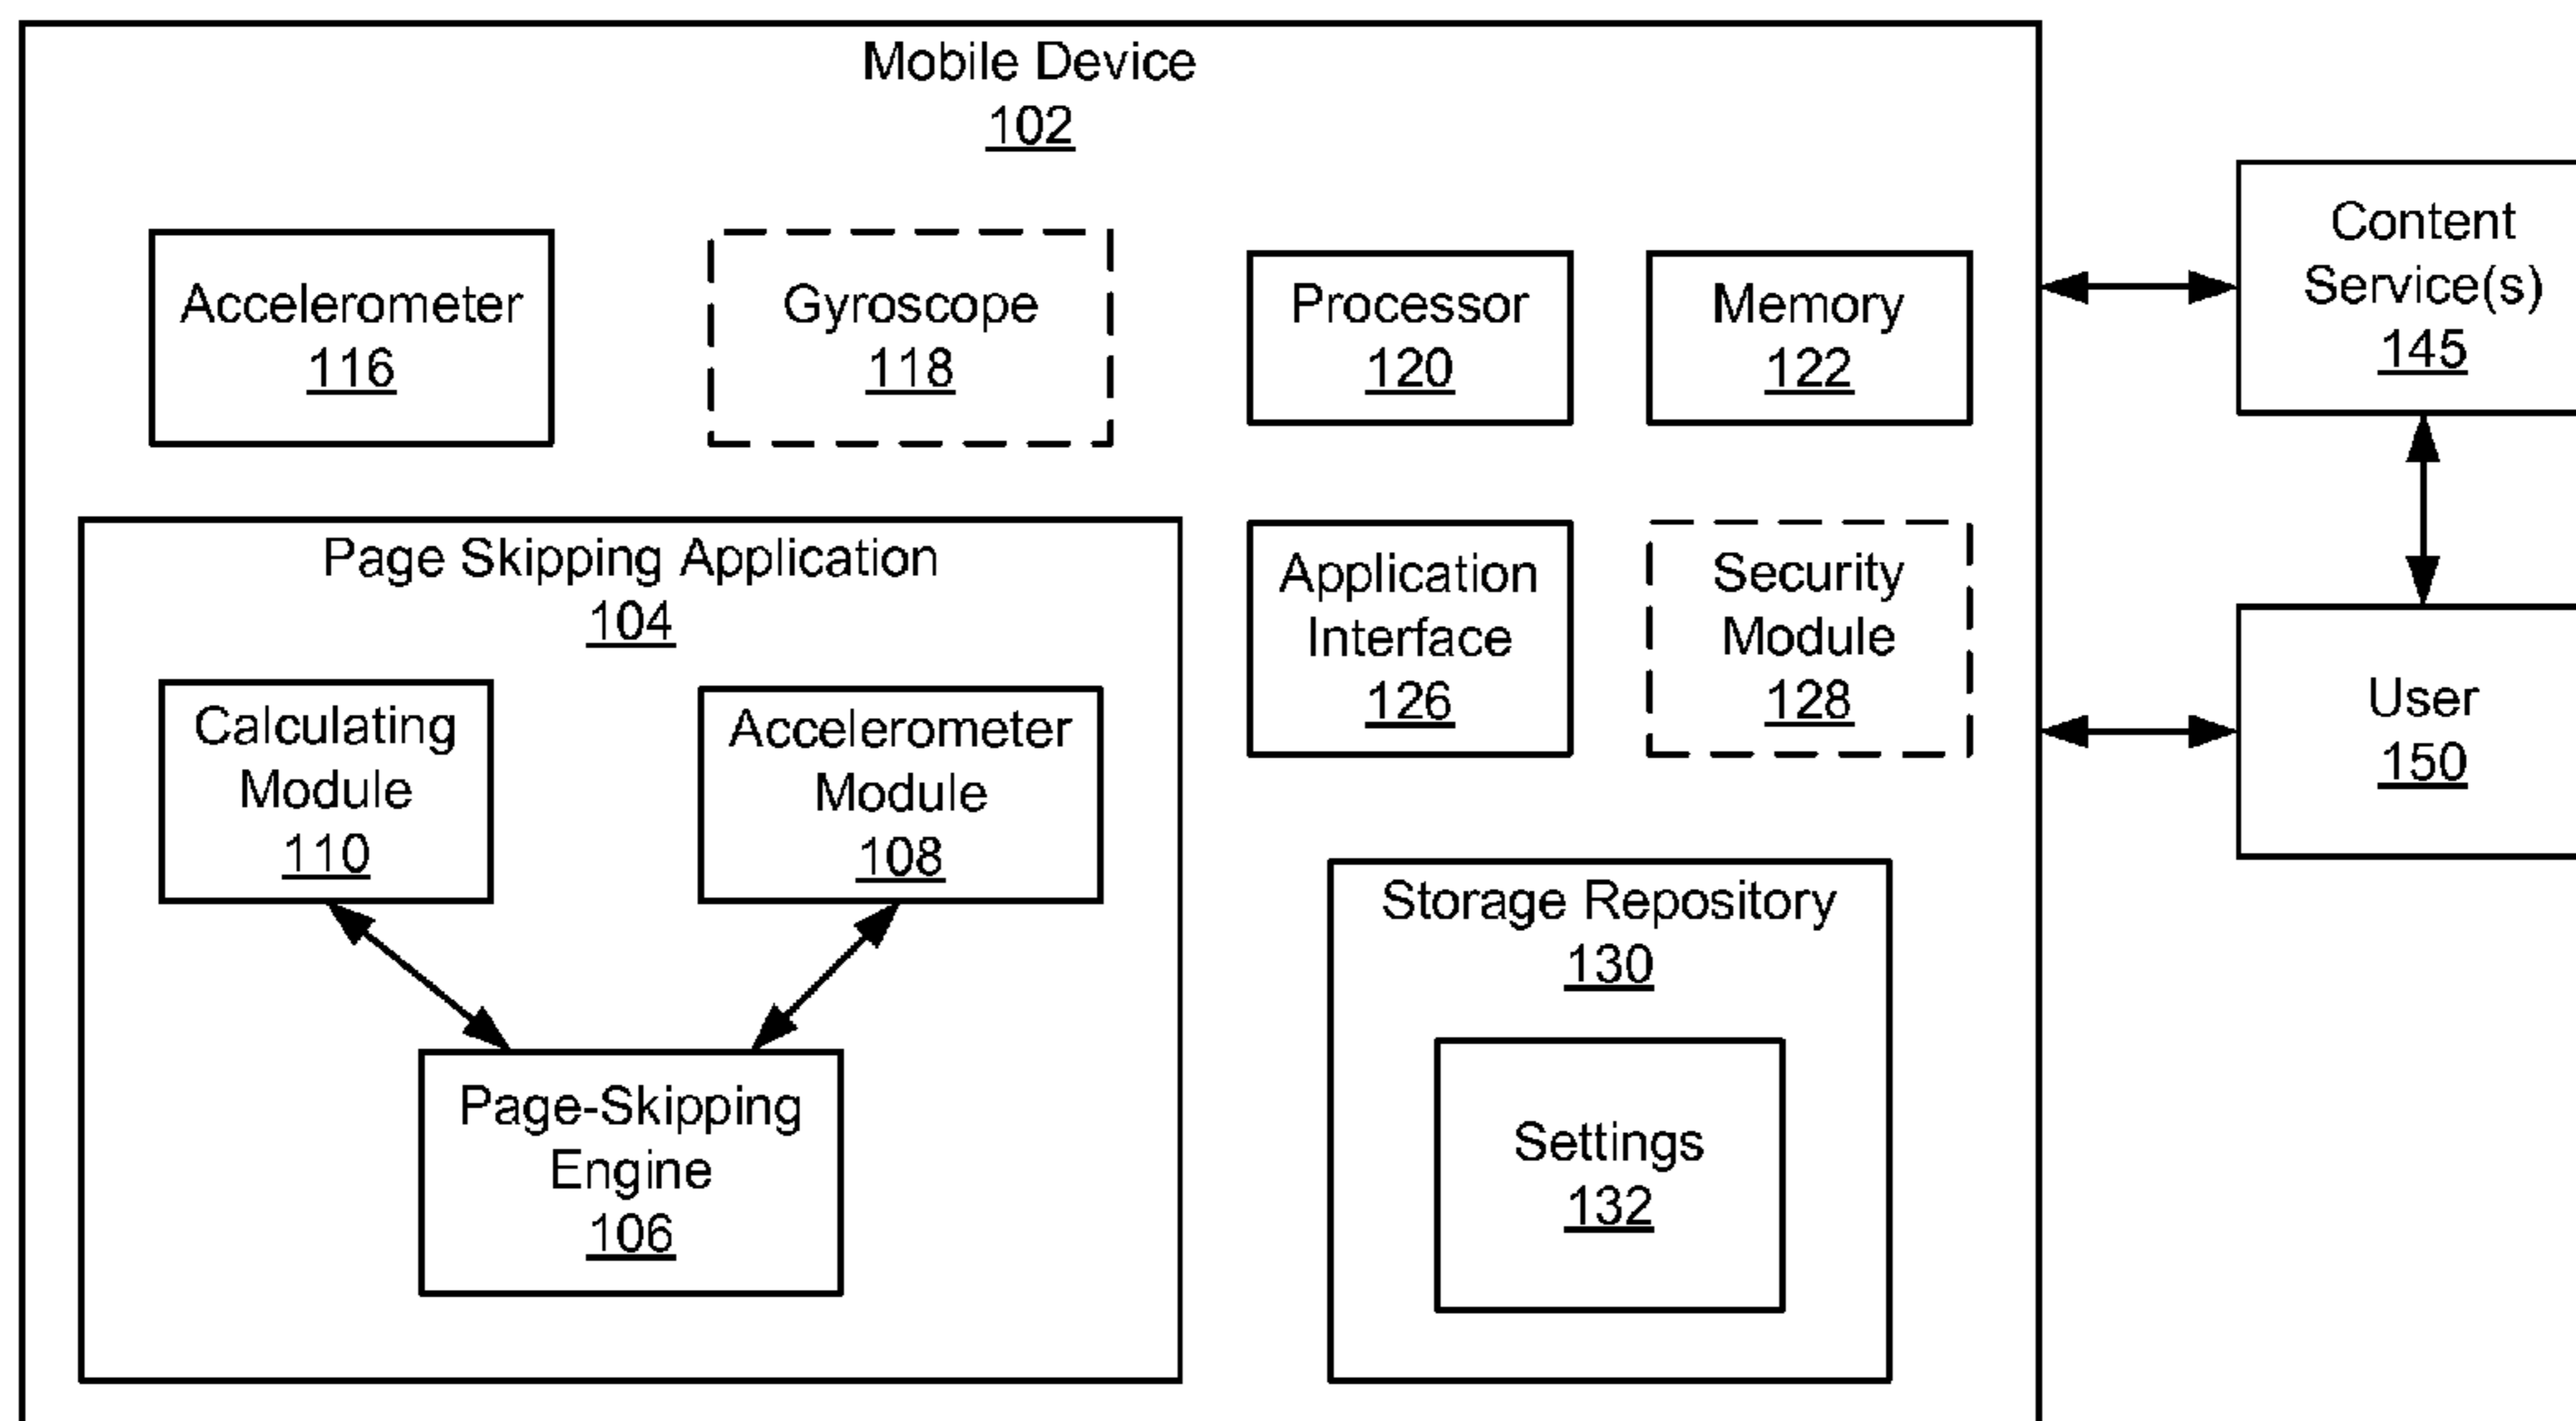 Mobile Device
102
Accelerometer
116
Gyroscope
118
Processor
120
Memory
122
Content
Service(s)
145
Page Skipping Application
104
Calculating
Module
110
Accelerometer
Module
108
Page-Skipping
Engine
106
Application
Interface
126
Security
Module
128
Storage Repository
130
Settings
132
User
150